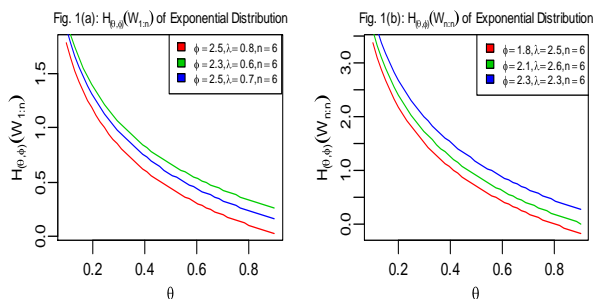 Fig. 1(a): H(θ,ϕ)(W1:n) of Exponential Distribution
H(θ,ϕ)(W1:n)
0.0 0.5 1.0 1.5
ϕ=2.5,λ=0.8,n=6
ϕ=2.3,λ=0.6,n=6
ϕ=2.5,λ=0.7,n=6
0.2 0.4 0.6 0.8
θ
Fig. 1(b): H(θ,ϕ)(Wn:n) of Exponential Distribution
H(θ,ϕ)(Wn:n)
0.0 1.0 2.0 3.0
ϕ=1.8,λ=2.5,n=6
ϕ=2.1,λ=2.6,n=6
ϕ=2.3,λ=2.3,n=6
0.2 0.4 0.6 0.8
θ